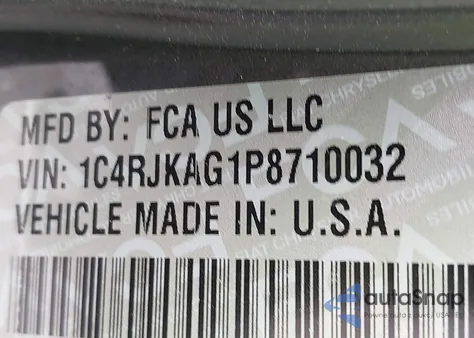 MFD BY: FCA US LLC
VIN: 1C4RJKAG1P8710032
VEHICLE MADE IN: U.S.A.
autoSnap